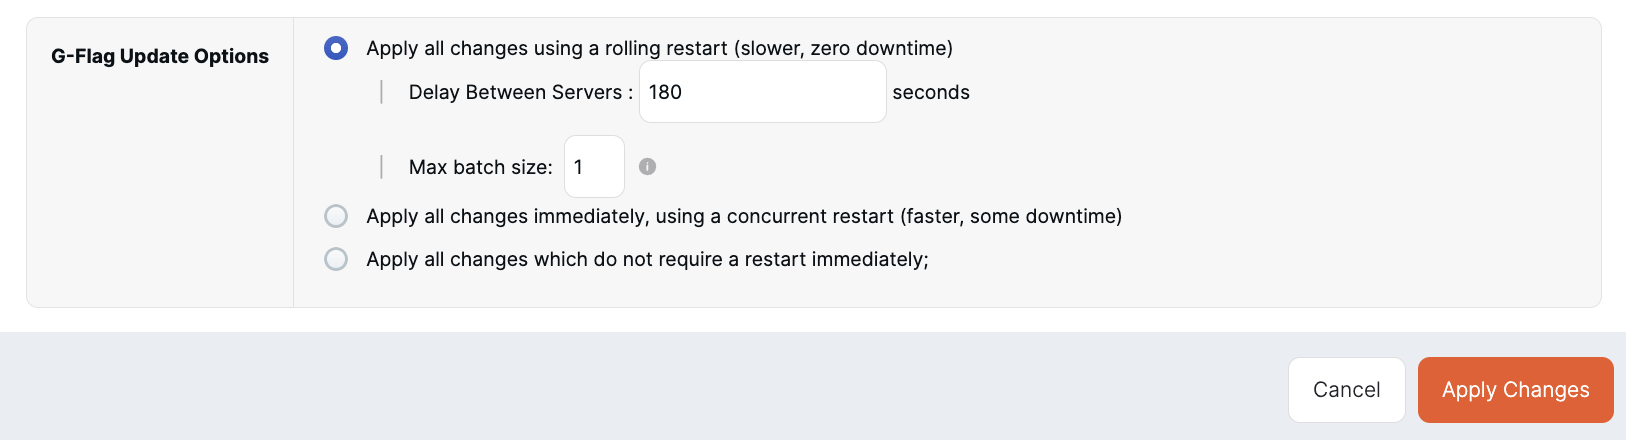 G-Flag Update Options
Apply all changes using a rolling restart (slower, zero downtime)
Delay Between Servers : 180 seconds
Max batch size: 1
Apply all changes immediately, using a concurrent restart (faster, some downtime)
Apply all changes which do not require a restart immediately;
Cancel Apply Changes